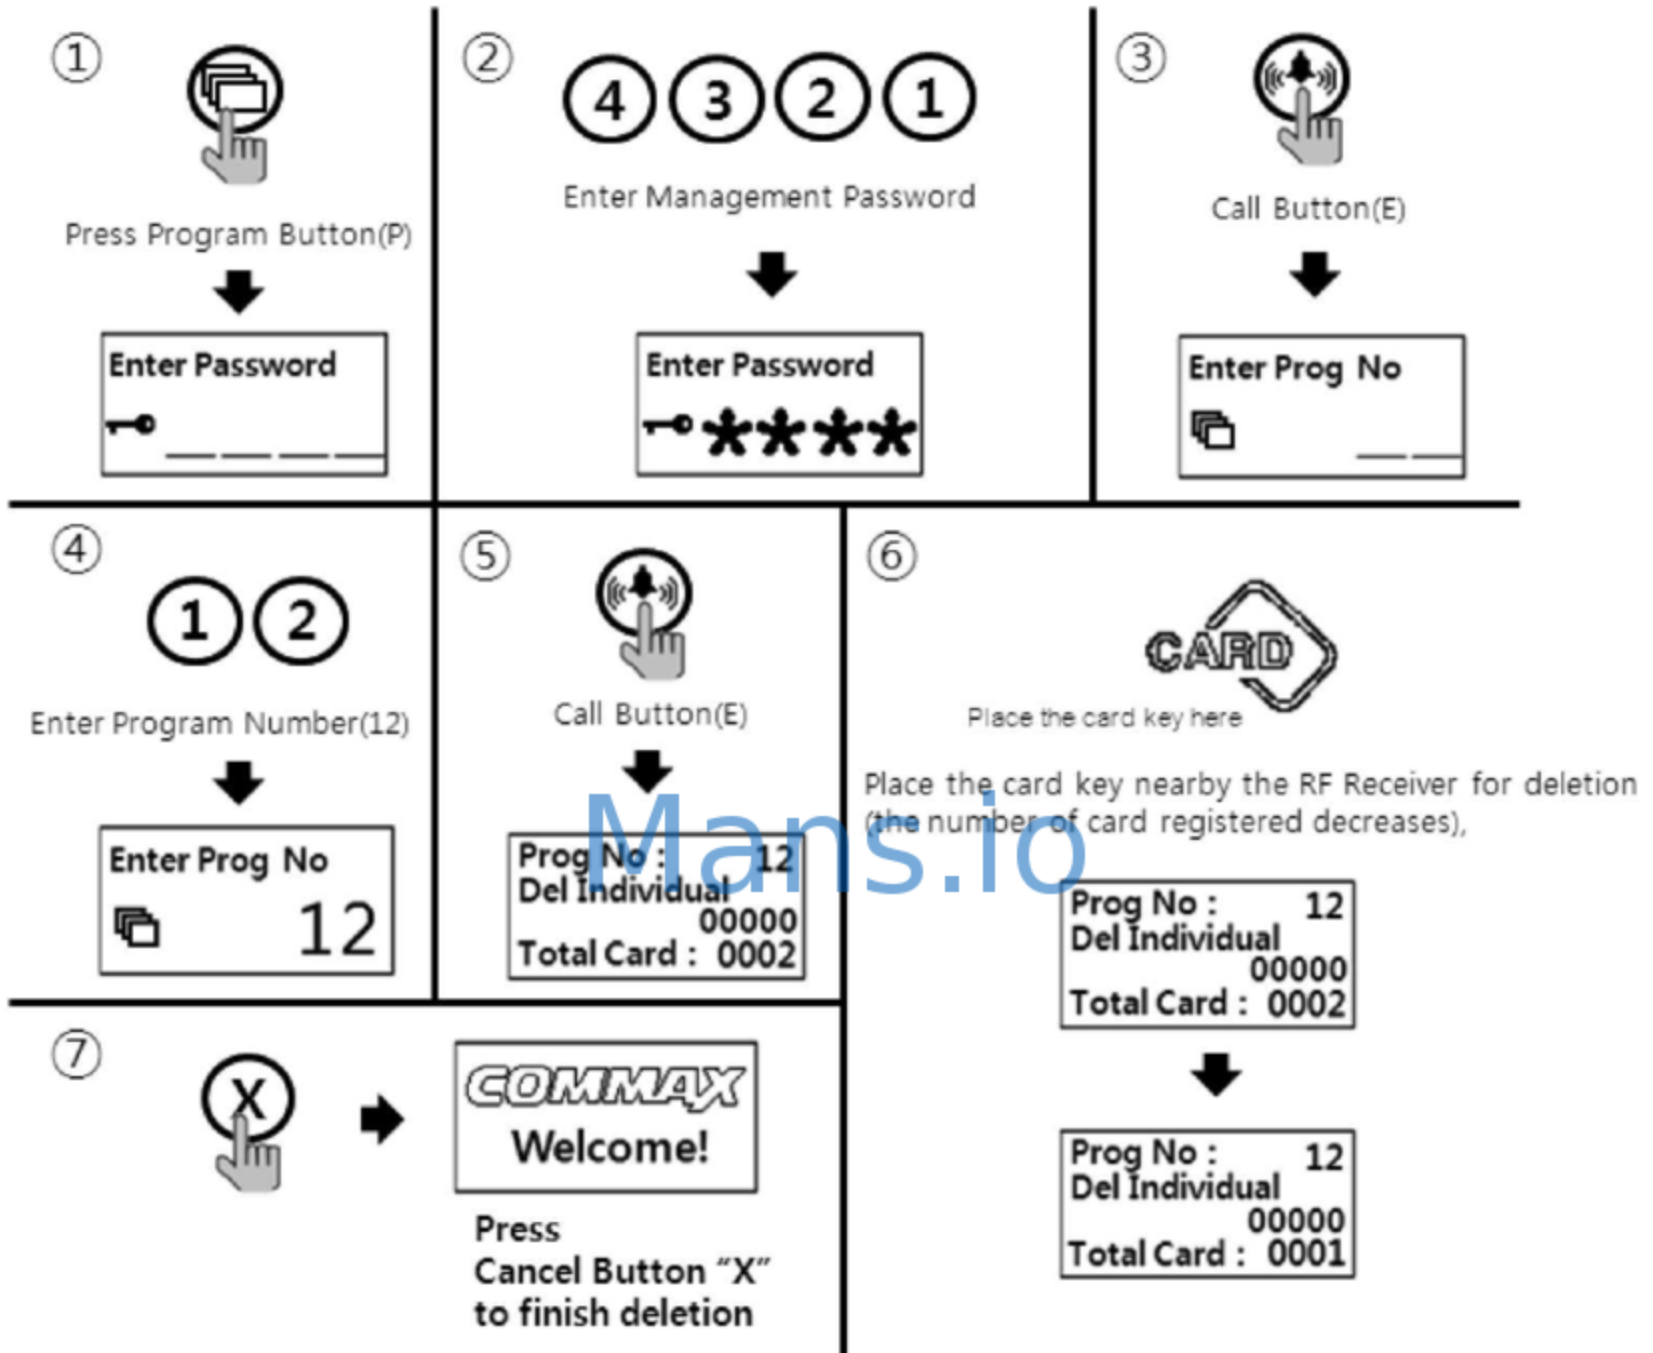 ①
Press Program Button(P)
Enter Password
②
4 3 2 1
Enter Management Password
Enter Password
③
Call Button(E)
Enter Prog No
④
1 2
Enter Program Number(12)
Enter Prog No
12
⑤
Call Button(E)
Prog No : 12
Del Individual
00000
Total Card : 0002
⑥
CARD
Place the card key here
Place the card key nearby the RF Receiver for deletion
(the number of card registered decreases),
Prog No : 12
Del Individual
00000
Total Card : 0002
Prog No : 12
Del Individual
00000
Total Card : 0001
⑦
X
COMMAX
Welcome!
Press
Cancel Button “X”
to finish deletion
Mans.io